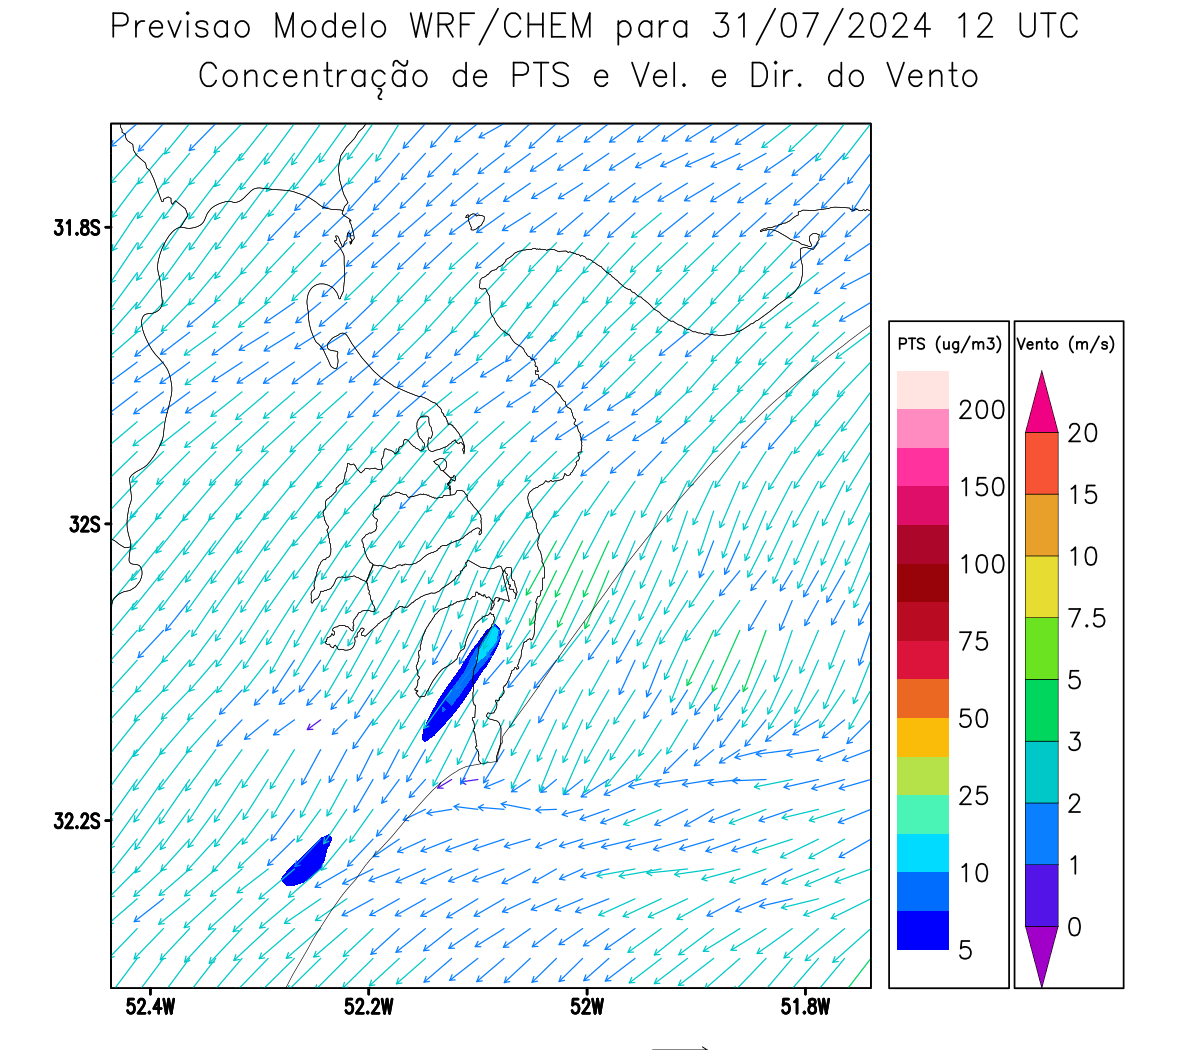 Previsao Modelo WRF/CHEM para 31/07/2024 12 UTC
Concentração de PTS e Vel. e Dir. do Vento
31.8S
32S
32.2S
52.4W 52.2W 52W 51.8W
PTS (ug/m3)
200
150
100
75
50
25
10
5
Vento (m/s)
20
15
10
7.5
5
3
2
1
0